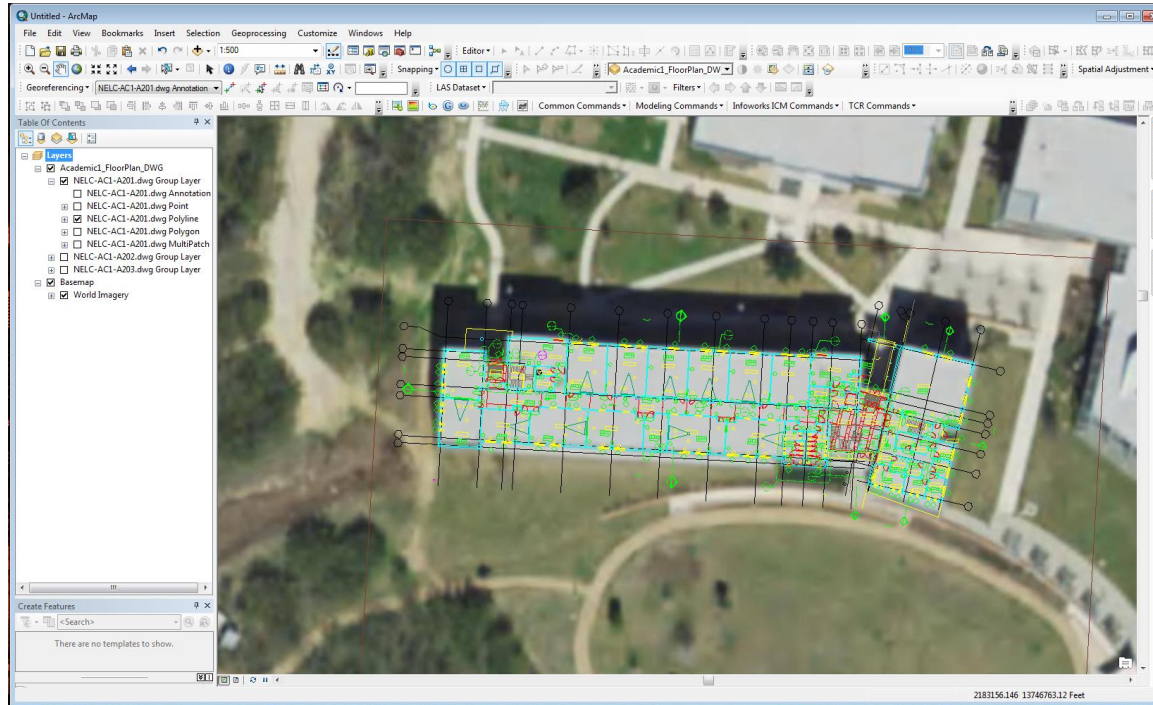 Untitled - ArcMap
File Edit View Bookmarks Insert Selection Geoprocessing Customize Windows Help
1:500 Editor
Snapping Academic1_FloorPlan_DW Spatial Adjustment
Georeferencing NELC-AC1-A201.dwg Annotation LAS Dataset Filters
Common Commands Modeling Commands Infoworks ICM Commands TCR Commands
Table Of Contents
Layers
Academic1_FloorPlan_DWG
NELC-AC1-A201.dwg Group Layer
NELC-AC1-A201.dwg Annotation
NELC-AC1-A201.dwg Point
NELC-AC1-A201.dwg Polyline
NELC-AC1-A201.dwg Polygon
NELC-AC1-A201.dwg MultiPatch
NELC-AC1-A202.dwg Group Layer
NELC-AC1-A203.dwg Group Layer
Basemap
World Imagery
Create Features
<Search>
There are no templates to show.
2183156.146 13746763.12 Feet